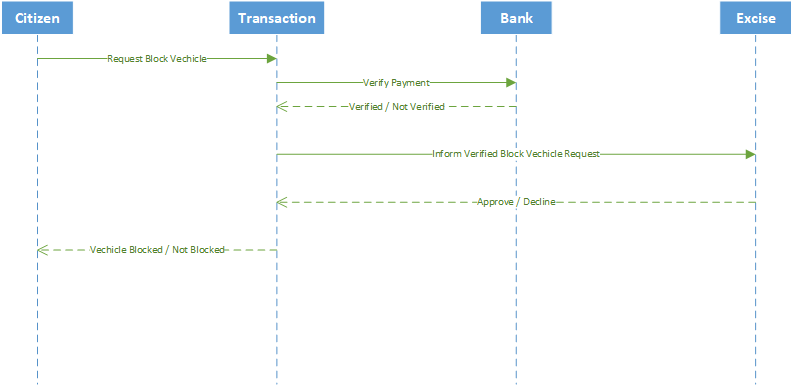 Citizen
Transaction
Bank
Excise
Request Block Vechicle
Verify Payment
Verified / Not Verified
Inform Verified Block Vechicle Request
Approve / Decline
Vechicle Blocked / Not Blocked